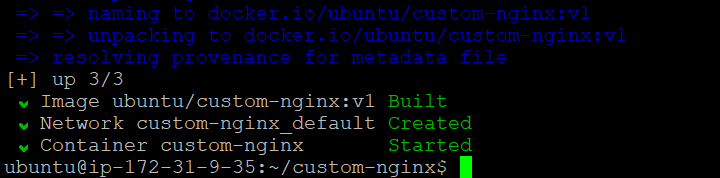 => => naming to docker.io/ubuntu/custom-nginx:v1
=> => unpacking to docker.io/ubuntu/custom-nginx:v1
=> resolving provenance for metadata file
[+] up 3/3
✔ Image ubuntu/custom-nginx:v1 Built
✔ Network custom-nginx_default Created
✔ Container custom-nginx Started
ubuntu@ip-172-31-9-35:~/custom-nginx$